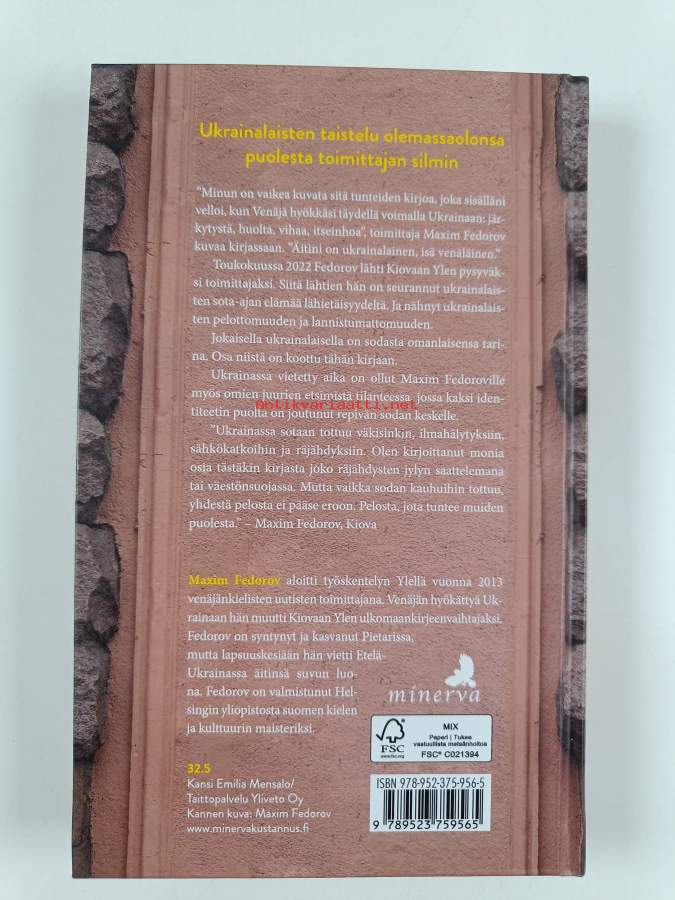 Ukrainalaisten taistelu olemassaolonsa
puolesta toimittajan silmin
"Minun on vaikea kuvata sitä tunteiden kirjoa, joka sisälläni
velloi, kun Venäjä hyökkäsi täydellä voimalla Ukrainaan: jär-
kytystä, huolta, vihaa, itseinhoa", toimittaja Maxim Fedorov
kuvaa kirjassaan. "Äitini on ukrainalainen, isä venäläinen."
Toukokuussa 2022 Fedorov lähti Kiovaan Ylen pysyväk-
si toimittajaksi. Siitä lähtien hän on seurannut ukrainalais-
ten sota-ajan elämää lähietäisyydeltä. Ja nähnyt ukrainalais-
ten pelottomuuden ja lannistumattomuuden.
Jokaisella ukrainalaisella on sodasta omanlaisensa tari-
na. Osa niistä on koottu tähän kirjaan.
Ukrainassa vietetty aika on ollut Maxim Fedoroville
myös omien juurien etsimistä tilanteessa, jossa kaksi iden-
titeetin puolta on joutunut repivän sodan keskelle.
Antikvariaatti.net
"Ukrainassa sotaan tottuu väkisinkin, ilmahälytyksiin,
sähkökatkoihin ja räjähdyksiin. Olen kirjoittanut monia
osia tästäkin kirjasta joko räjähdysten jylyn saattelemana
tai väestönsuojassa. Mutta vaikka sodan kauhuihin tottuu,
yhdestä pelosta ei pääse eroon. Pelosta, jota tuntee muiden
puolesta." – Maxim Fedorov, Kiova
Maxim Fedorov aloitti työskentelyn Ylellä vuonna 2013
venäjänkielisten uutisten toimittajana. Venäjän hyökättyä Uk-
rainaan hän muutti Kiovaan Ylen ulkomaankirjeenvaihtajaksi.
Fedorov on syntynyt ja kasvanut Pietarissa,
mutta lapsuuskesiään hän vietti Etelä-
Ukrainassa äitinsä suvun luo-
na. Fedorov on valmistunut Hel-
singin yliopistosta suomen kielen
ja kulttuurin maisteriksi.
minerva
FSC
www.fsc.org
MIX
Paperi | Tukee
vastuullista metsänhoitoa
FSC® C021394
32.5
Kansi Emilia Mensalo/
Taittopalvelu Yliveto Oy
Kannen kuva: Maxim Fedorov
www.minervakustannus.fi
ISBN 978-952-375-956-5
9 789523 759565